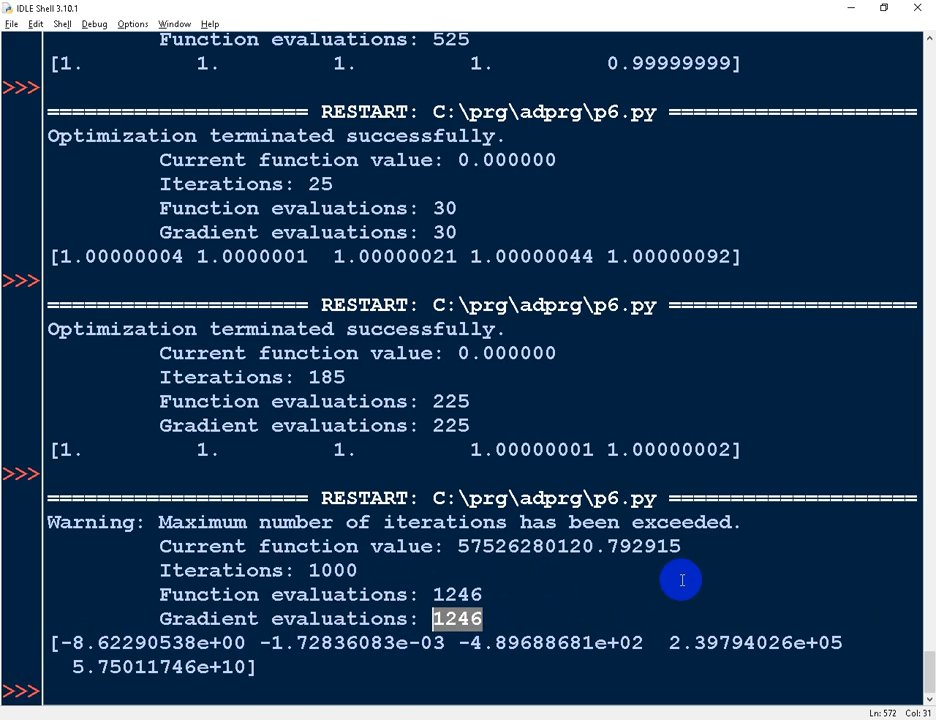 IDLE Shell 3.10.1
File Edit Shell Debug Options Window Help
Function evaluations: 525
[1. 1. 1. 1. 0.99999999]
>>>
===================== RESTART: C:\prg\adprg\p6.py ====================
Optimization terminated successfully.
Current function value: 0.000000
Iterations: 25
Function evaluations: 30
Gradient evaluations: 30
[1.00000004 1.0000001 1.00000021 1.00000044 1.00000092]
>>>
===================== RESTART: C:\prg\adprg\p6.py ====================
Optimization terminated successfully.
Current function value: 0.000000
Iterations: 185
Function evaluations: 225
Gradient evaluations: 225
[1. 1. 1. 1.00000001 1.00000002]
>>>
===================== RESTART: C:\prg\adprg\p6.py ====================
Warning: Maximum number of iterations has been exceeded.
Current function value: 57526280120.792915
Iterations: 1000
Function evaluations: 1246
Gradient evaluations: 1246
[-8.62290538e+00 -1.72836083e-03 -4.89688681e+02 2.39794026e+05
5.75011746e+10]
>>>
Ln: 572 Col: 31